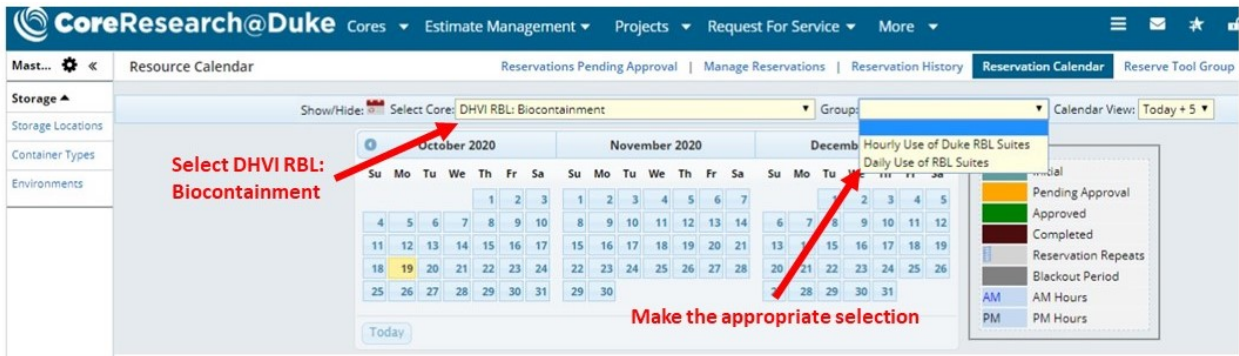 CoreResearch@Duke Cores Estimate Management Projects Request For Service More
Mast... « Resource Calendar Reservations Pending Approval | Manage Reservations | Reservation History Reservation Calendar Reserve Tool Group
Storage
Storage Locations
Container Types
Environments
Show/Hide: Select Core: DHVI RBL: Biocontainment Group: Calendar View: Today + 5
Hourly Use of Duke RBL Suites
Daily Use of RBL Suites
Select DHVI RBL:
Biocontainment
October 2020
Su Mo Tu We Th Fr Sa
1 2 3
4 5 6 7 8 9 10
11 12 13 14 15 16 17
18 19 20 21 22 23 24
25 26 27 28 29 30 31
November 2020
Su Mo Tu We Th Fr Sa
1 2 3 4 5 6 7
8 9 10 11 12 13 14
15 16 17 18 19 20 21
22 23 24 25 26 27 28
29 30
Decemb
Su Mo Tu We Th Fr Sa
1 2 3 4 5
6 7 8 9 10 11 12
13 15 16 17 18 19
20 21 22 23 24 25 26
28 29 30 31
Today
Make the appropriate selection
Initial
Pending Approval
Approved
Completed
Reservation Repeats
Blackout Period
AM AM Hours
PM PM Hours